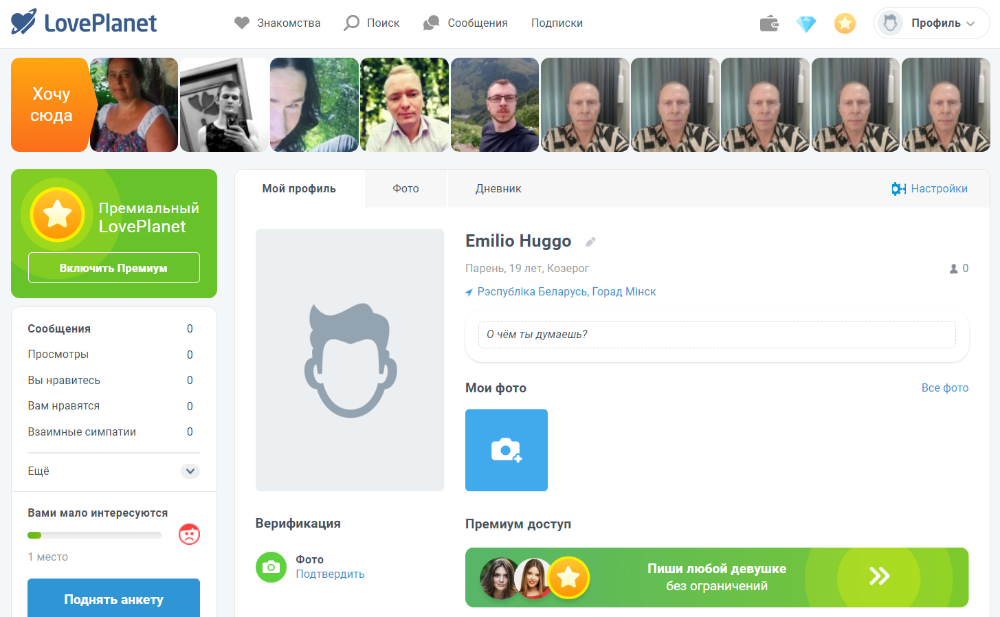 LovePlanet
Знакомства
Поиск
Сообщения
Подписки
Профиль
Хочу
сюда
Премиальный
LovePlanet
Включить Премиум
Сообщения 0
Просмотры 0
Вы нравитесь 0
Вам нравятся 0
Взаимные симпатии 0
Ещё
Вами мало интересуются
1 место
Поднять анкету
Мой профиль
Фото
Дневник
Настройки
Emilio Huggo
Парень, 19 лет, Козерог
0
Рэспубліка Беларусь, Горад Мінск
О чём ты думаешь?
Мои фото
Все фото
Верификация
Фото
Подтвердить
Премиум доступ
Пиши любой девушке
без ограничений